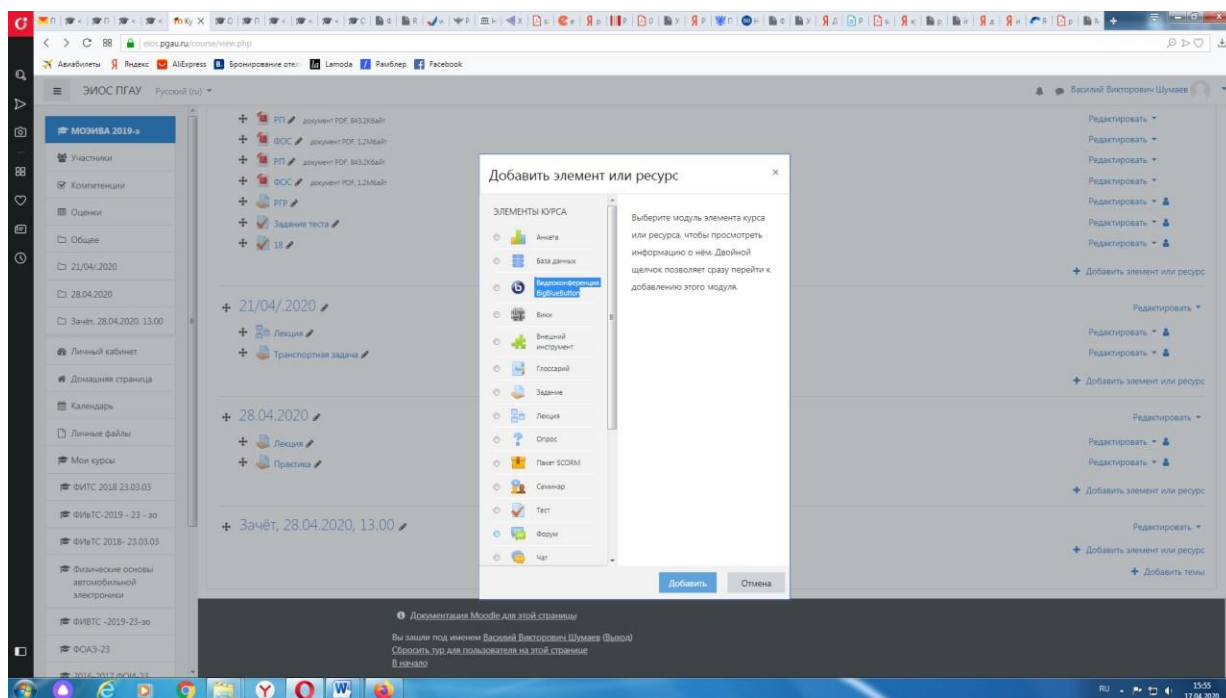 eios.pgau.ru/course/view.php
Авиабилеты
Яндекс
AliExpress
Бронирование отел
Lamoda
Рамблер
Facebook
ЭИОС ПГАУ
Русский (ru)
Василий Викторович Шумаев
МОЭИВА 2019-з
Участники
Компетенции
Оценки
Общее
21/04/.2020
28.04.2020
Зачёт, 28.04.2020, 13.00
Личный кабинет
Домашняя страница
Календарь
Личные файлы
Мои курсы
ФИТС 2018 23.03.03
ФИвТС-2019 - 23 - зо
ФИвТС 2018- 23.03.03
Физические основы
автомобильной
электроники
ФИВТС -2019-23-зо
ФОАЭ-23
2016-2017 ФОМ-23
РП документ PDF, 843.2Кбайт
Редактировать
ФОС документ PDF, 1.2Мбайт
Редактировать
РП документ PDF, 843.2Кбайт
Редактировать
ФОС документ PDF, 1.2Мбайт
Редактировать
РГР
Редактировать
Задание теста
Редактировать
18
Редактировать
Добавить элемент или ресурс
21/04/.2020
Редактировать
Лекция
Редактировать
Транспортная задача
Редактировать
Добавить элемент или ресурс
28.04.2020
Редактировать
Лекция
Редактировать
Практика
Редактировать
Добавить элемент или ресурс
Зачёт, 28.04.2020, 13.00
Редактировать
Добавить элемент или ресурс
Добавить темы
Добавить элемент или ресурс
×
ЭЛЕМЕНТЫ КУРСА
Анкета
База данных
Видеоконференция
BigBlueButton
Вики
Внешний
инструмент
Глоссарий
Задание
Лекция
Опрос
Пакет SCORM
Семинар
Тест
Форум
Чат
Выберите модуль элемента курса
или ресурса, чтобы просмотреть
информацию о нём. Двойной
щелчок позволяет сразу перейти к
добавлению этого модуля.
Добавить
Отмена
Документация Moodle для этой страницы
Вы зашли под именем Василий Викторович Шумаев (Выход)
Сбросить тур для пользователя на этой странице
В начало
RU
15:55
17.04.2020